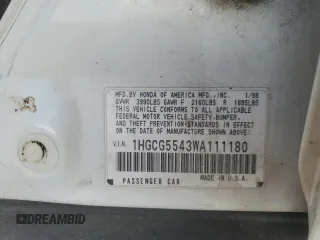 MFD. BY HONDA OF AMERICA MFG., INC. 1/98
GVWR 3990LBS GAWR F 2160LBS R 1895LBS
THIS VEHICLE CONFORMS TO ALL APPLICABLE
FEDERAL MOTOR VEHICLE SAFETY, BUMPER,
AND THEFT PREVENTION STANDARDS IN EFFECT ON THE
DATE OF MANUFACTURE SHOWN ABOVE.
V.I.N. 1HGCG5543WA111180
PASSENGER CAR MADE IN U.S.A.
DREAMBID